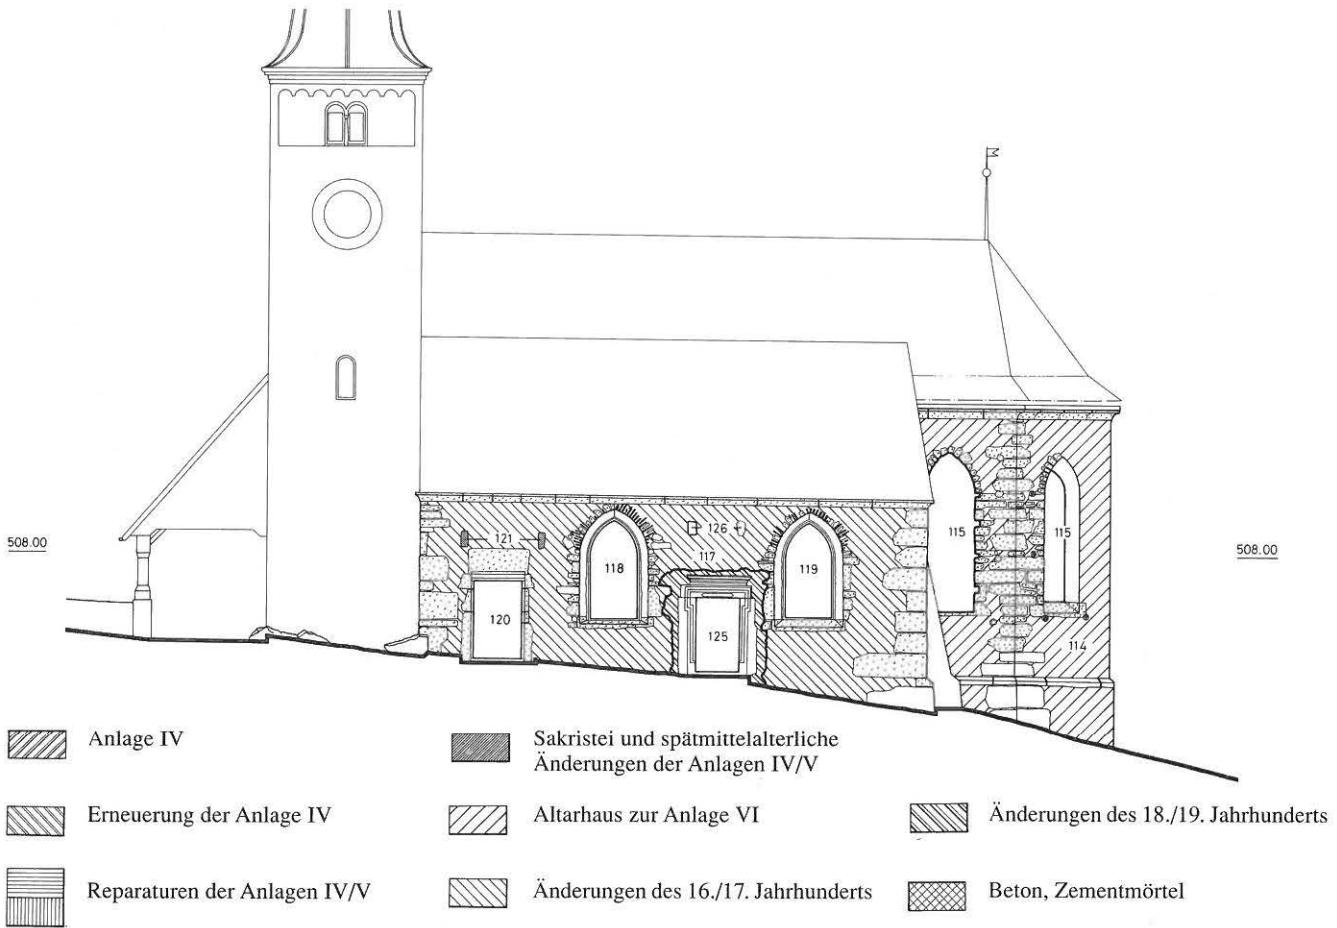 508.00
508.00
121
126
117
115
115
118
119
120
125
114
Anlage IV
Sakristei und spätmittelalterliche
Änderungen der Anlagen IV/V
Erneuerung der Anlage IV
Altarhaus zur Anlage VI
Änderungen des 18./19. Jahrhunderts
Reparaturen der Anlagen IV/V
Änderungen des 16./17. Jahrhunderts
Beton, Zementmörtel